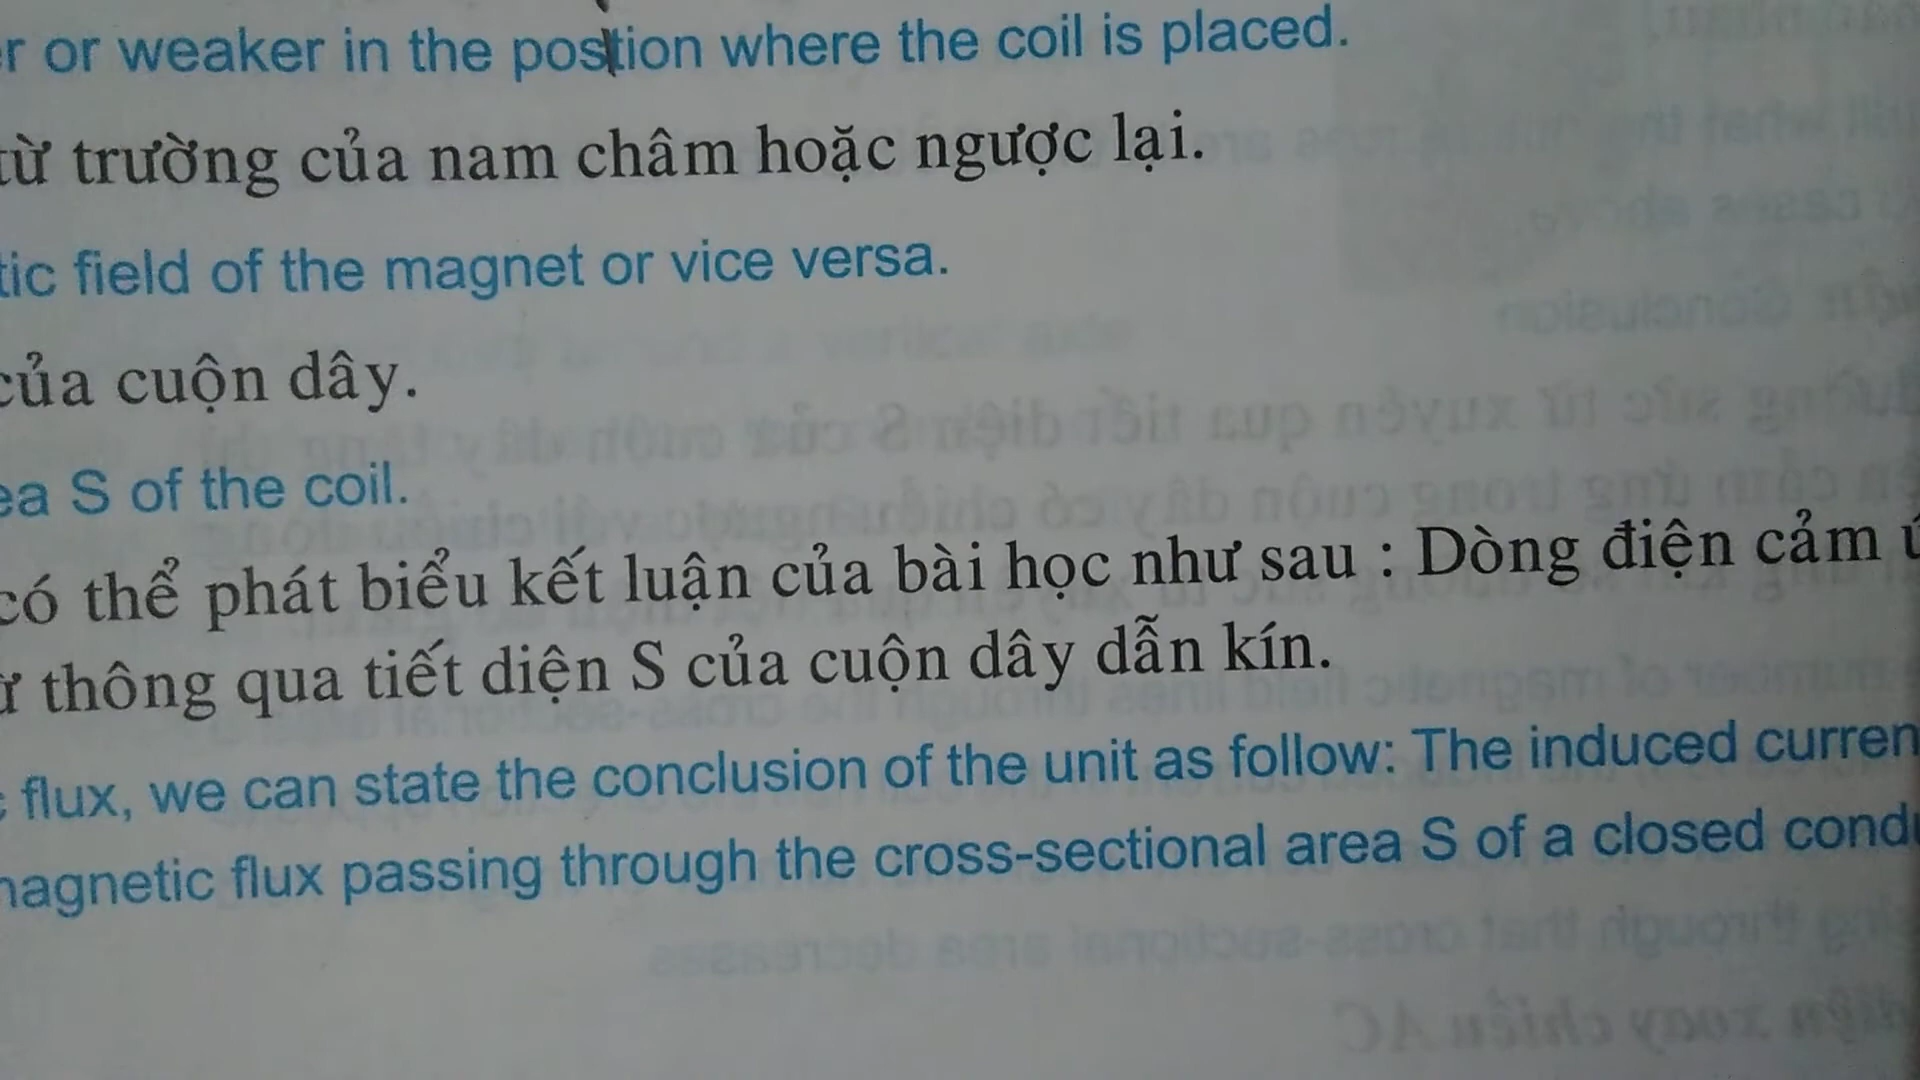 or weaker in the postion where the coil is placed.
từ trường của nam châm hoặc ngược lại.
tic field of the magnet or vice versa.
của cuộn dây.
ea S of the coil.
có thể phát biểu kết luận của bài học như sau : Dòng điện cảm
thông qua tiết diện S của cuộn dây dẫn kín.
flux, we can state the conclusion of the unit as follow: The induced curren
magnetic flux passing through the cross-sectional area S of a closed cond